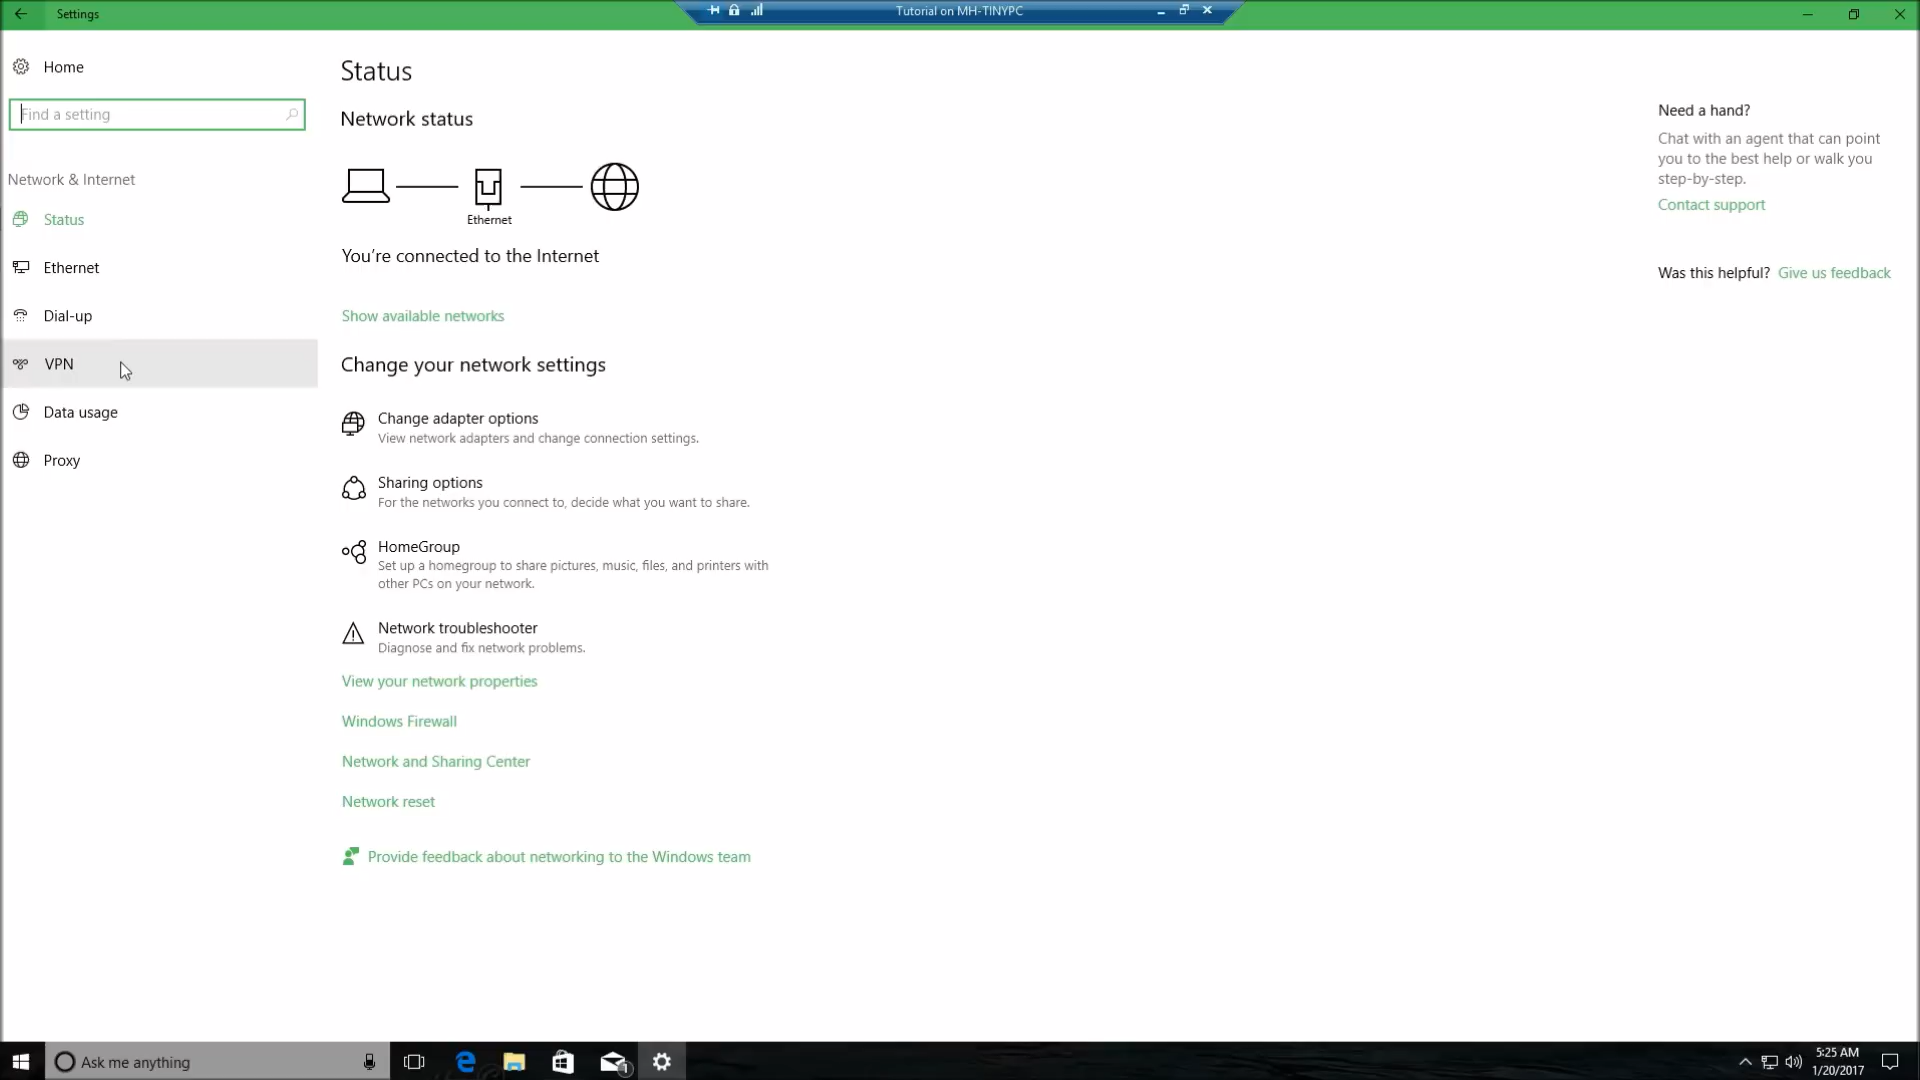 Settings
Tutorial on MH-TINYPC
Home
Find a setting
Network & Internet
Status
Ethernet
Dial-up
VPN
Data usage
Proxy
Status
Network status
Ethernet
You're connected to the Internet
Show available networks
Change your network settings
Change adapter options
View network adapters and change connection settings.
Sharing options
For the networks you connect to, decide what you want to share.
HomeGroup
Set up a homegroup to share pictures, music, files, and printers with
other PCs on your network.
Network troubleshooter
Diagnose and fix network problems.
View your network properties
Windows Firewall
Network and Sharing Center
Network reset
Provide feedback about networking to the Windows team
Need a hand?
Chat with an agent that can point
you to the best help or walk you
step-by-step.
Contact support
Was this helpful? Give us feedback
Ask me anything
1
5:25 AM
1/20/2017